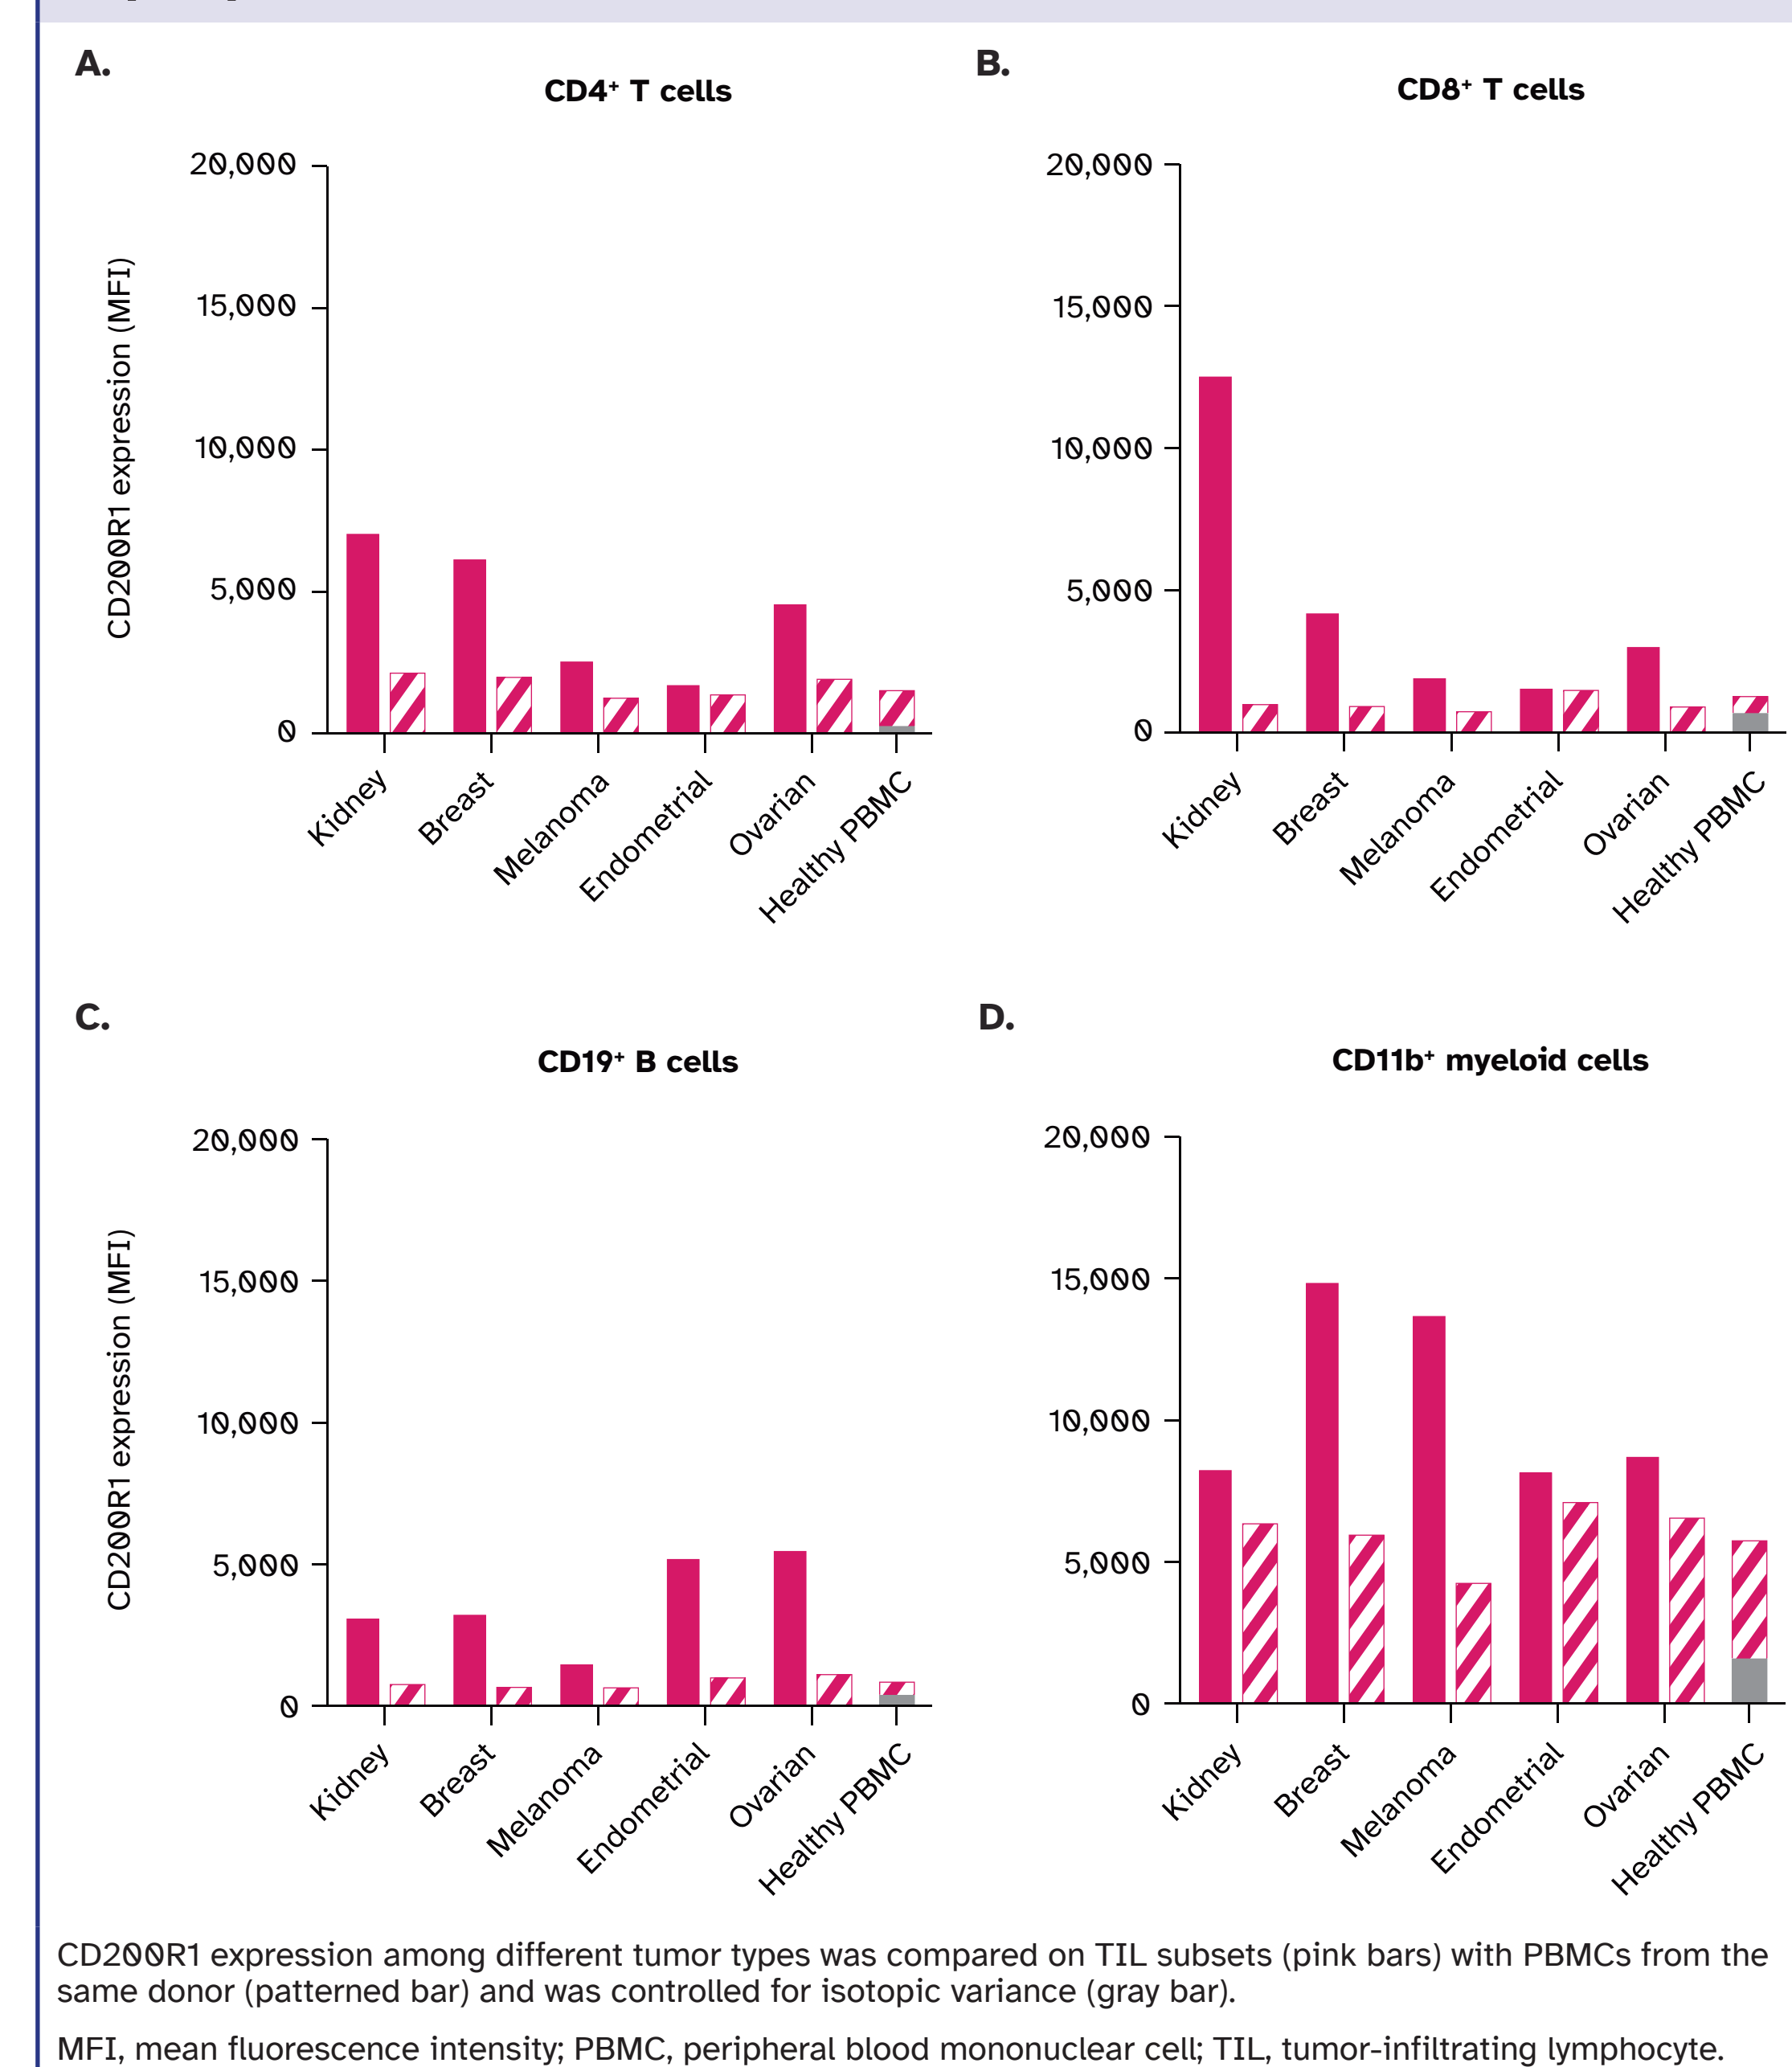 A.
CD4⁺ T cells
CD200R1 expression (MFI)
20,000
15,000
10,000
5,000
0
Kidney
Breast
Melanoma
Endometrial
Ovarian
Healthy PBMC
B.
CD8⁺ T cells
20,000
15,000
10,000
5,000
0
Kidney
Breast
Melanoma
Endometrial
Ovarian
Healthy PBMC
C.
CD19⁺ B cells
CD200R1 expression (MFI)
20,000
15,000
10,000
5,000
0
Kidney
Breast
Melanoma
Endometrial
Ovarian
Healthy PBMC
D.
CD11b⁺ myeloid cells
20,000
15,000
10,000
5,000
0
Kidney
Breast
Melanoma
Endometrial
Ovarian
Healthy PBMC
CD200R1 expression among different tumor types was compared on TIL subsets (pink bars) with PBMCs from the
same donor (patterned bar) and was controlled for isotopic variance (gray bar).
MFI, mean fluorescence intensity; PBMC, peripheral blood mononuclear cell; TIL, tumor-infiltrating lymphocyte.